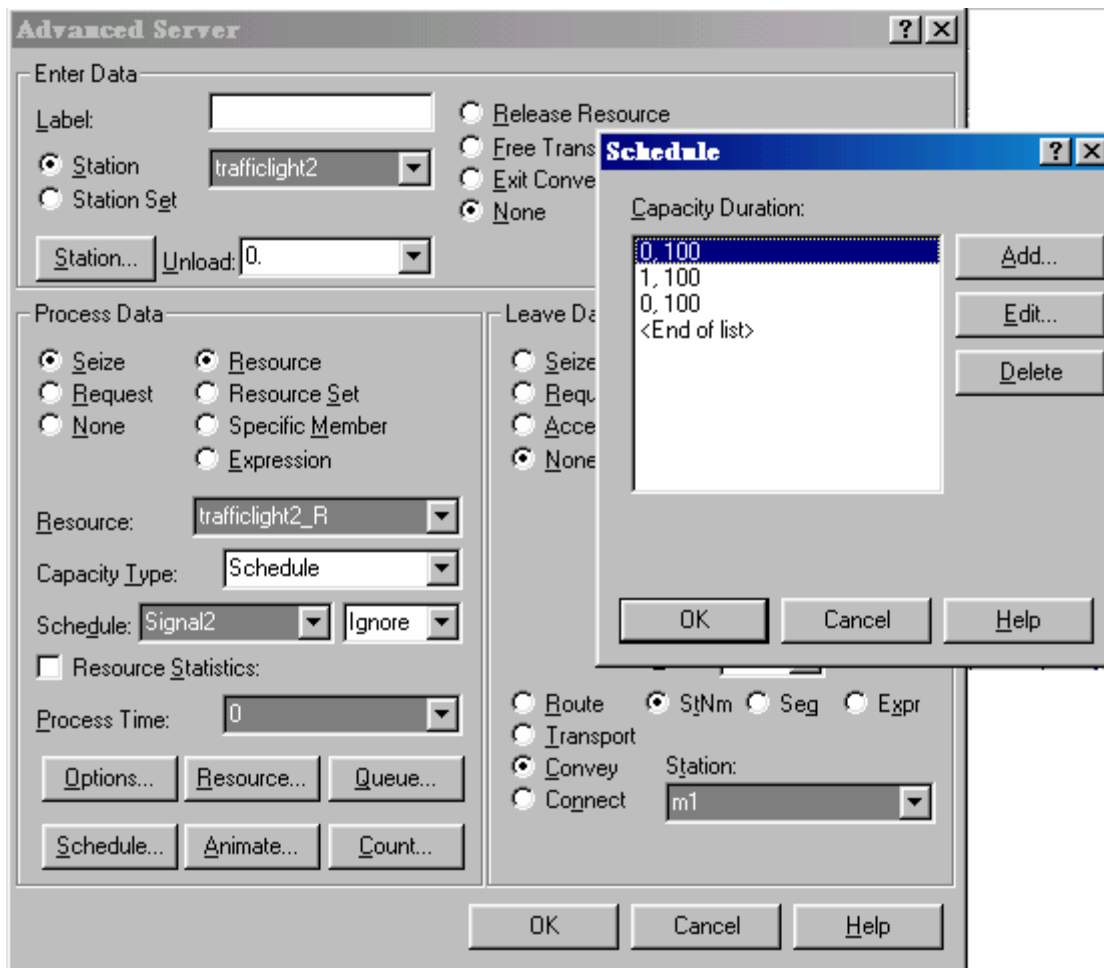 Advanced Server
Enter Data
Label:
Station
trafficlight2
Station Set
Station...
Unload:
0.
Release Resource
Free Trans
Exit Conve
None
Process Data
Seize
Resource
Request
Resource Set
None
Specific Member
Expression
Resource:
trafficlight2_R
Capacity Type:
Schedule
Schedule:
Signal2
Ignore
Resource Statistics:
Process Time:
0
Options...
Resource...
Queue...
Schedule...
Animate...
Count...
Leave Da
Seize
Requ
Acce
None
Route
StNm
Seg
Expr
Transport
Convey
Station:
Connect
m1
OK
Cancel
Help
Schedule
Capacity Duration:
0, 100
1, 100
0, 100
<End of list>
Add...
Edit...
Delete
OK
Cancel
Help